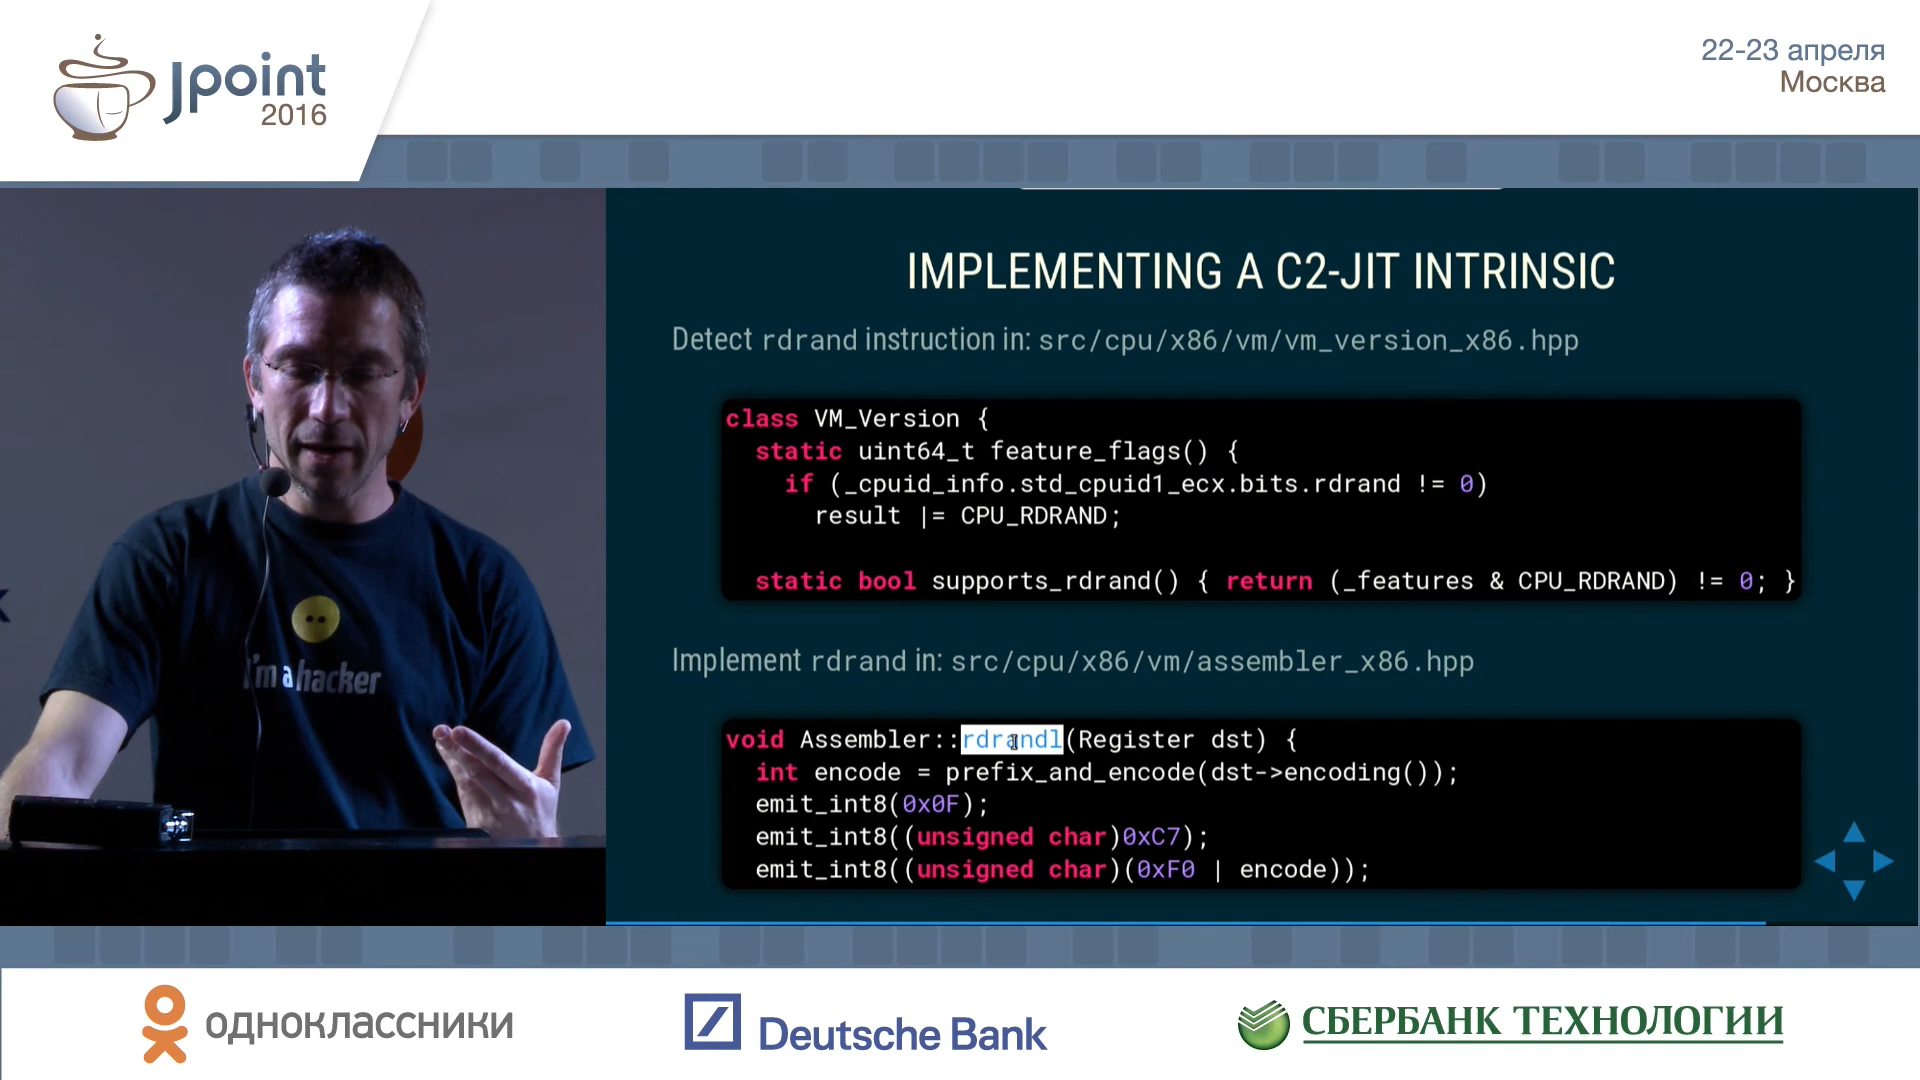 Jpoint
2016
22-23 апреля
Москва
I'm a hacker
IMPLEMENTING A C2-JIT INTRINSIC
Detect rdrand instruction in: src/cpu/x86/vm/vm_version_x86.hpp
class VM_Version {
static uint64_t feature_flags() {
if (_cpuid_info.std_cpuid1_ecx.bits.rdrand != 0)
result |= CPU_RDRAND;
static bool supports_rdrand() { return (_features & CPU_RDRAND) != 0; }
Implement rdrand in: src/cpu/x86/vm/assembler_x86.hpp
void Assembler::rdrandl(Register dst) {
int encode = prefix_and_encode(dst->encoding());
emit_int8(0x0F);
emit_int8((unsigned char)0xC7);
emit_int8((unsigned char)(0xF0 | encode));
одноклассники
Deutsche Bank
СБЕРБАНК ТЕХНОЛОГИИ